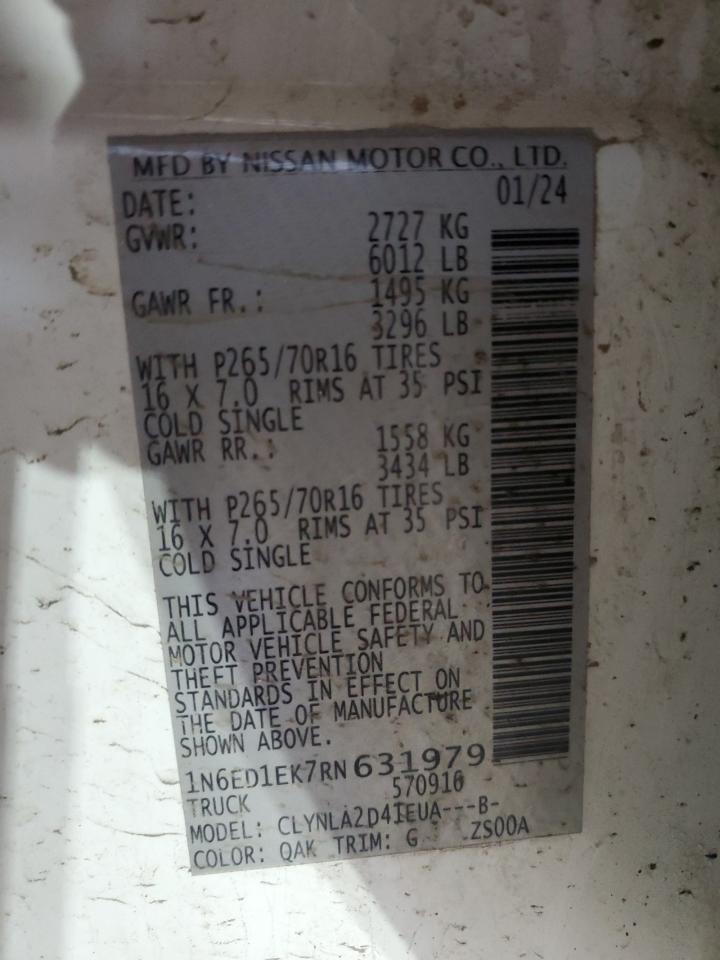 MFD BY NISSAN MOTOR CO., LTD.
DATE: 01/24
GVWR: 2727 KG
6012 LB
GAWR FR.: 1495 KG
3296 LB
WITH P265/70R16 TIRES
16 X 7.0 RIMS AT 35 PSI
COLD SINGLE
GAWR RR.: 1558 KG
3434 LB
WITH P265/70R16 TIRES
16 X 7.0 RIMS AT 35 PSI
COLD SINGLE
THIS VEHICLE CONFORMS TO
ALL APPLICABLE FEDERAL
MOTOR VEHICLE SAFETY AND
THEFT PREVENTION
STANDARDS IN EFFECT ON
THE DATE OF MANUFACTURE
SHOWN ABOVE.
1N6ED1EK7RN631979
TRUCK 570916
MODEL: CLYNLA2D4IEUA---B-
COLOR: QAK TRIM: G ZS00A